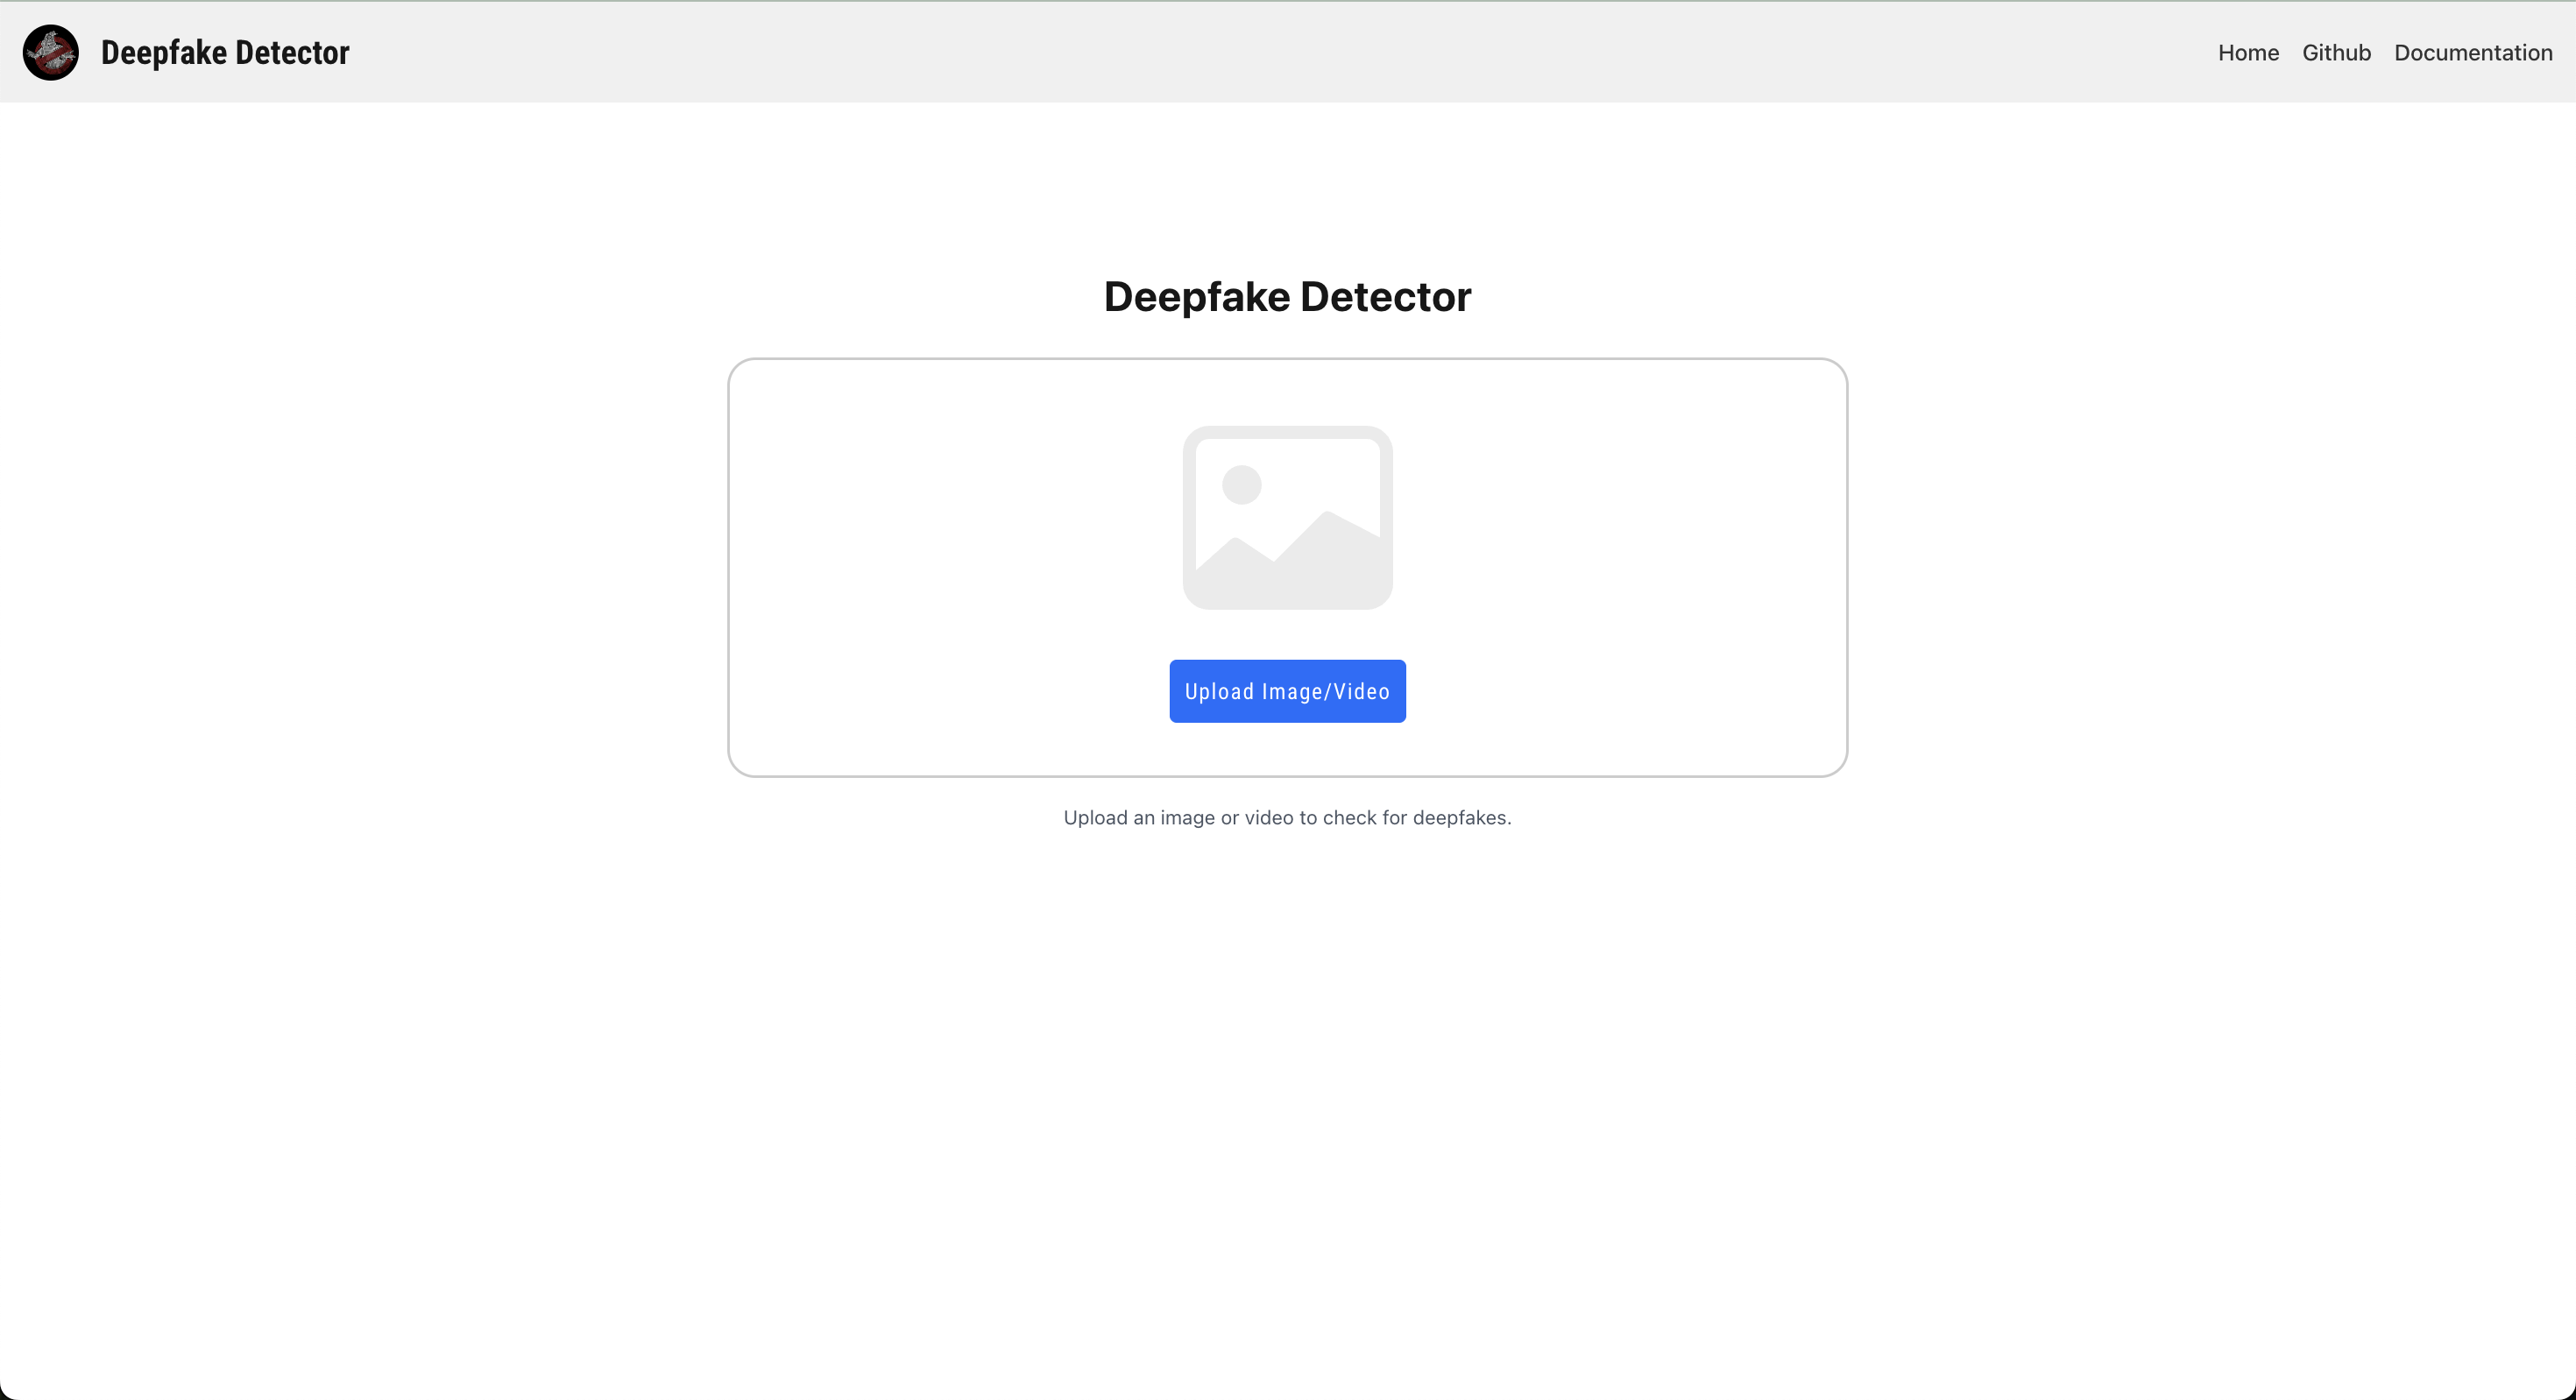 Deepfake Detector
Home Github Documentation
Deepfake Detector
Upload Image/Video
Upload an image or video to check for deepfakes.